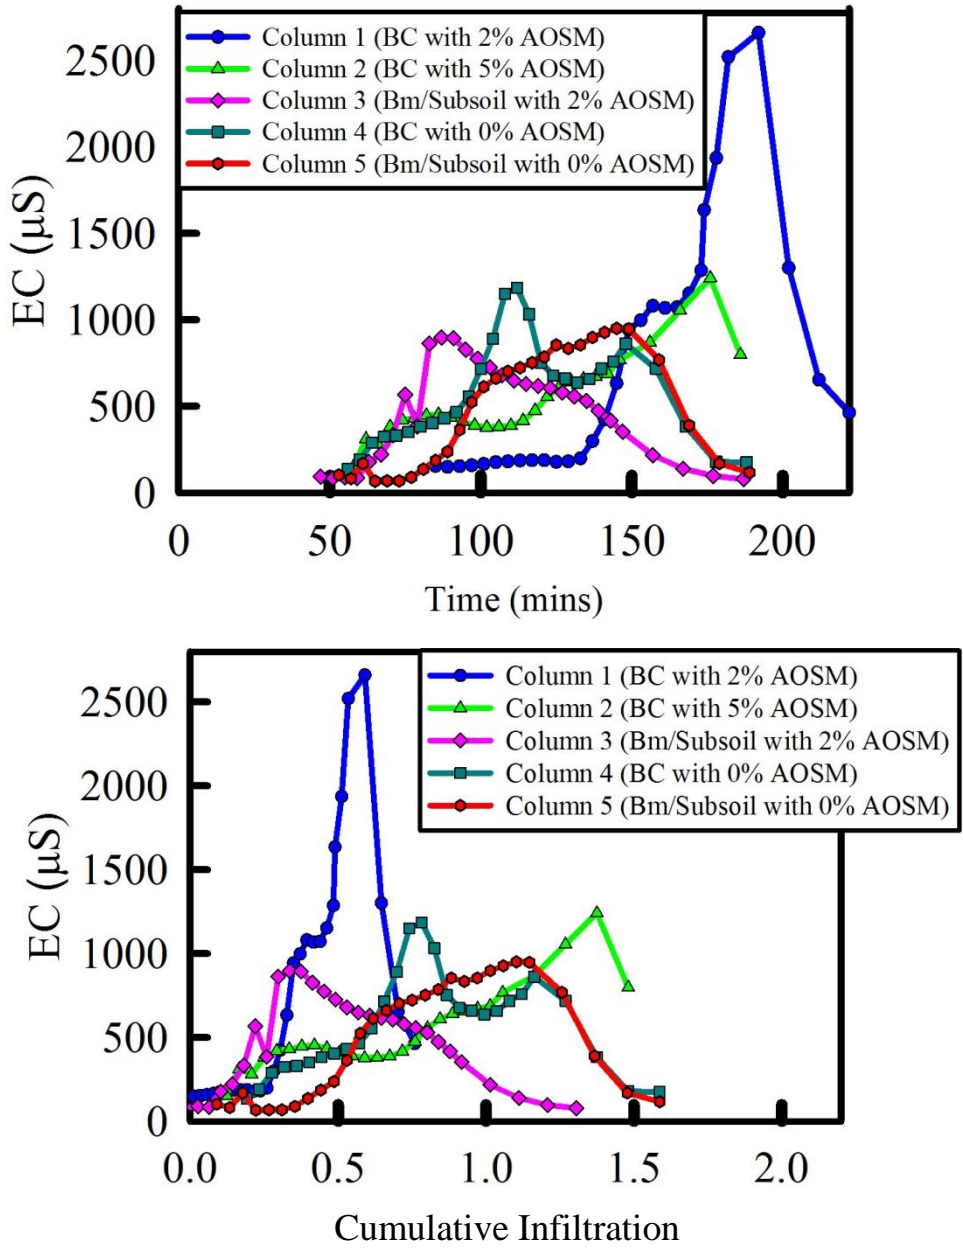 2500
2000
1500
1000
500
0
EC (µS)
Column 1 (BC with 2% AOSM)
Column 2 (BC with 5% AOSM)
Column 3 (Bm/Subsoil with 2% AOSM)
Column 4 (BC with 0% AOSM)
Column 5 (Bm/Subsoil with 0% AOSM)
0 50 100 150 200
Time (mins)
2500
2000
1500
1000
500
0
EC (µS)
Column 1 (BC with 2% AOSM)
Column 2 (BC with 5% AOSM)
Column 3 (Bm/Subsoil with 2% AOSM)
Column 4 (BC with 0% AOSM)
Column 5 (Bm/Subsoil with 0% AOSM)
0.0 0.5 1.0 1.5 2.0
Cumulative Infiltration